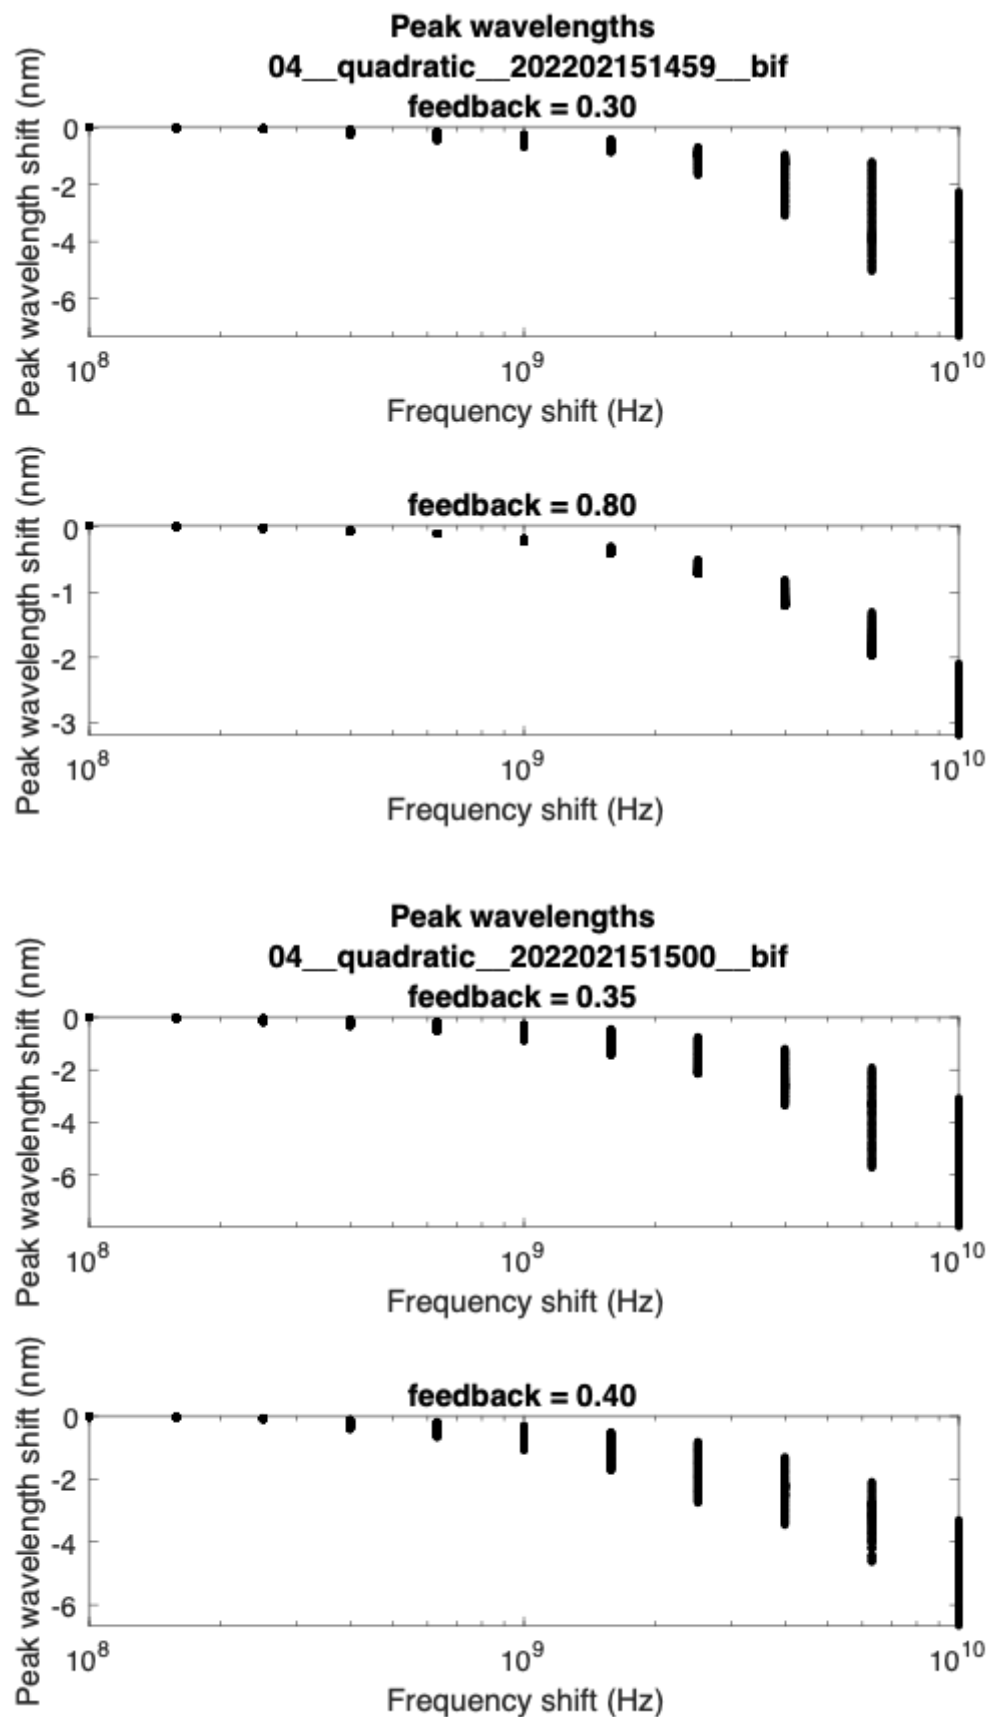 Peak wavelengths
04__quadratic__202202151459__bif
feedback = 0.30
Peak wavelength shift (nm)
0
-2
-4
-6
10^8
10^9
10^10
Frequency shift (Hz)
feedback = 0.80
Peak wavelength shift (nm)
0
-1
-2
-3
10^8
10^9
10^10
Frequency shift (Hz)
Peak wavelengths
04__quadratic__202202151500__bif
feedback = 0.35
Peak wavelength shift (nm)
0
-2
-4
-6
10^8
10^9
10^10
Frequency shift (Hz)
feedback = 0.40
Peak wavelength shift (nm)
0
-2
-4
-6
10^8
10^9
10^10
Frequency shift (Hz)